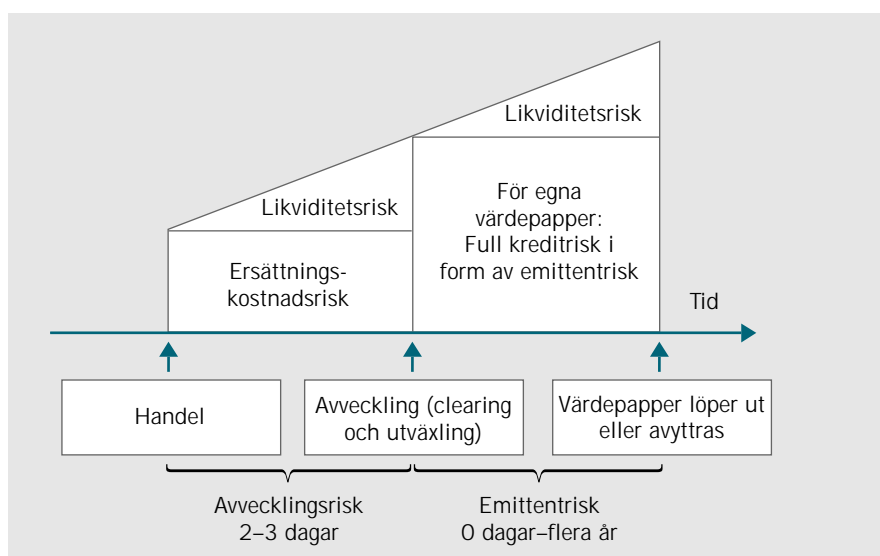 Likviditetsrisk
För egna
värdepapper:
Full kreditrisk i
form av emittentrisk
Likviditetsrisk
Ersättnings-
kostnadsrisk
Tid
Handel
Avveckling (clearing
och utväxling)
Värdepapper löper ut
eller avyttras
Avvecklingsrisk
2–3 dagar
Emittentrisk
0 dagar–flera år